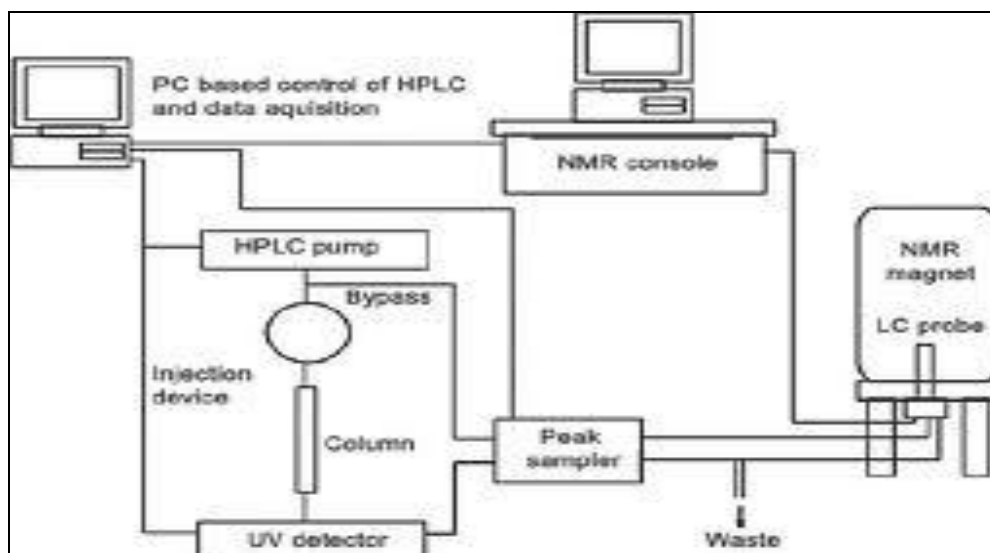 PC based control of HPLC
and data aquisition
NMR console
HPLC pump
Bypass
NMR
magnet
LC probe
Injection
device
Column
Peak
sampler
UV detector
Waste